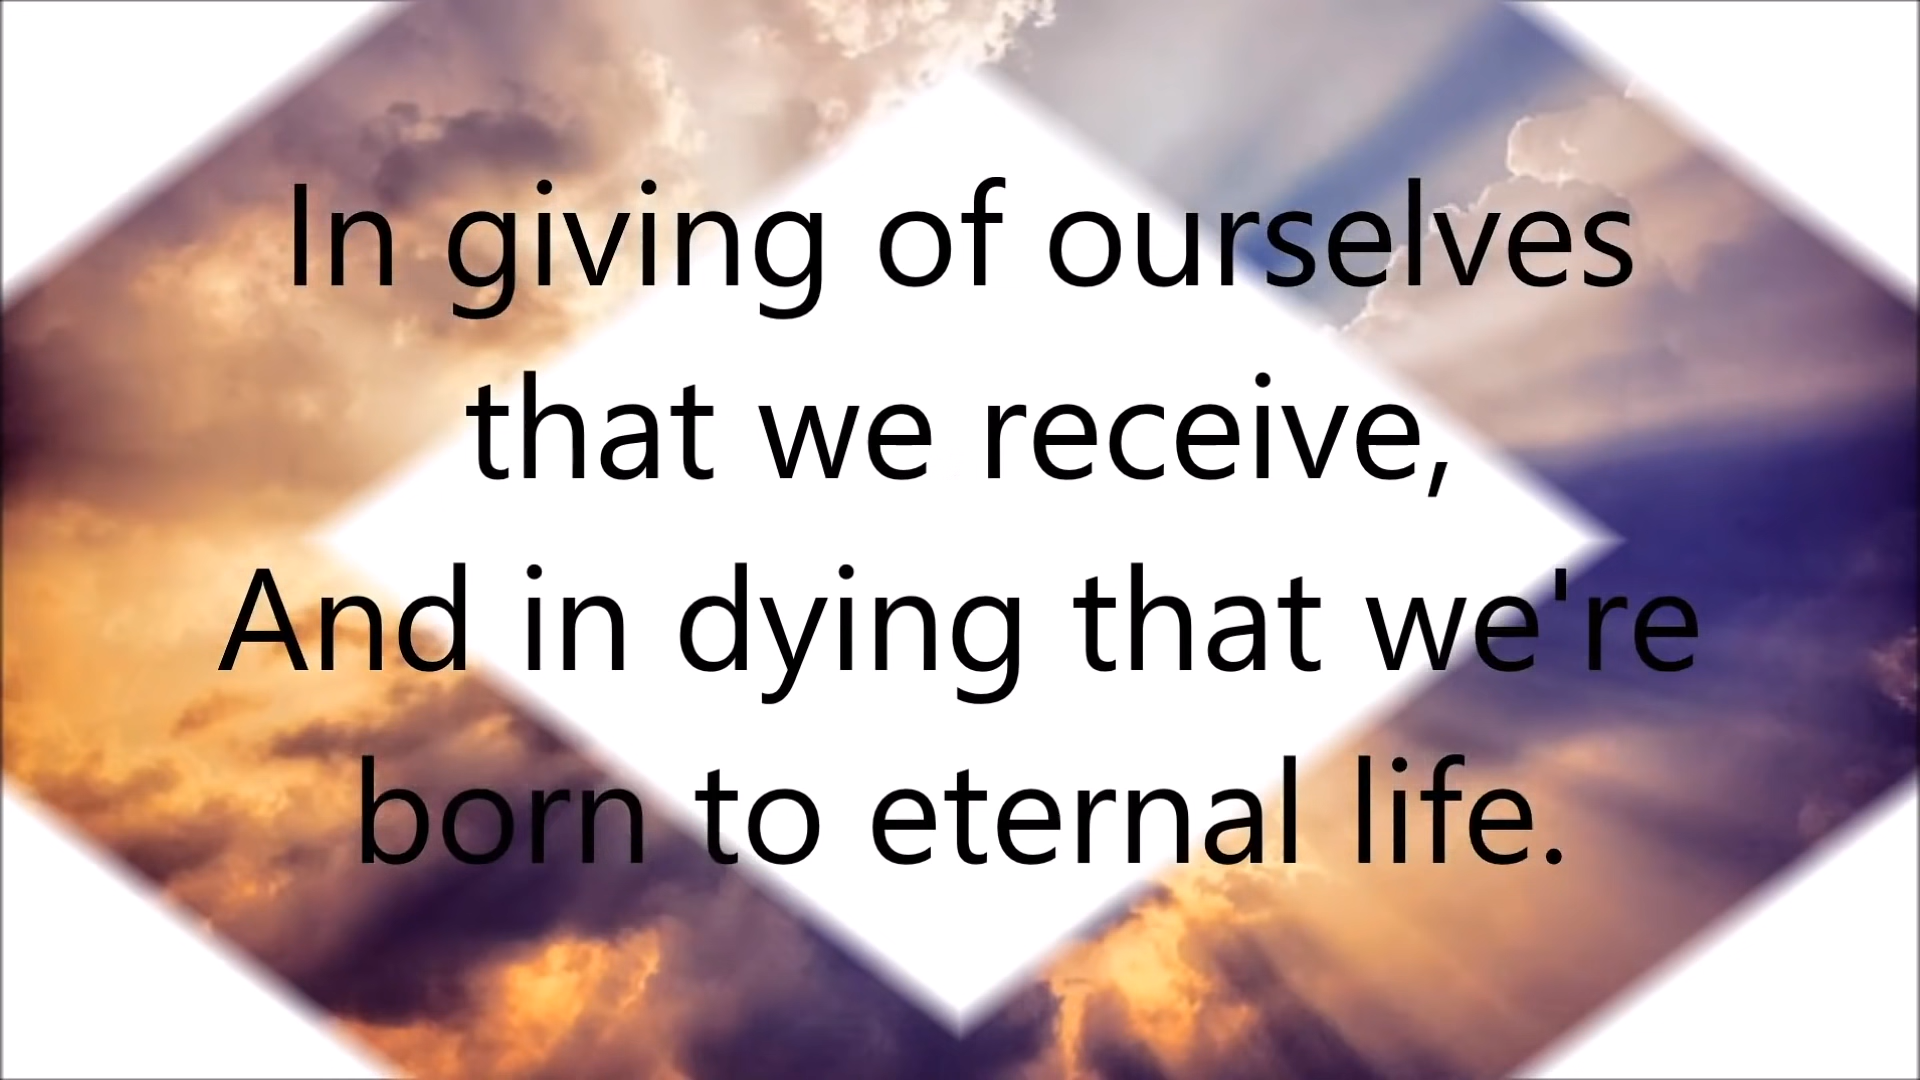 In giving of ourselves
that we receive,
And in dying that we're
born to eternal life.